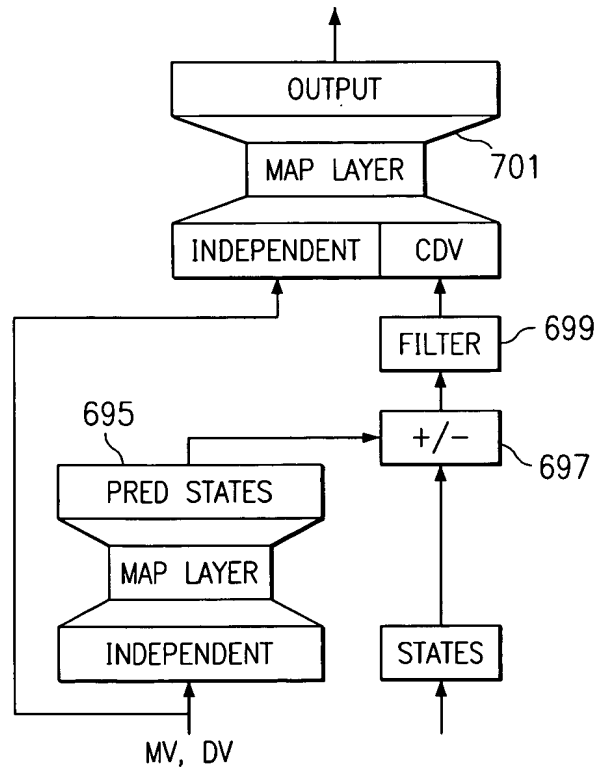 OUTPUT
701
MAP LAYER
INDEPENDENT
CDV
FILTER
699
695
+/-
697
PRED STATES
MAP LAYER
INDEPENDENT
STATES
MV, DV